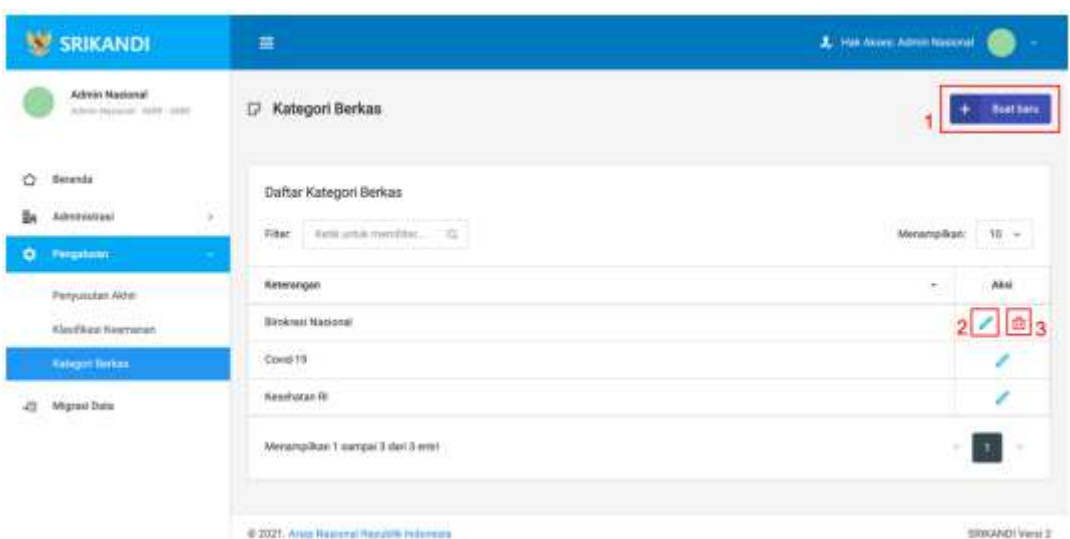 SRIKANDI
Hak Akses: Admin Nasional
Admin Nasional
Kategori Berkas
1
+ Buat baru
Beranda
Administrasi
Pengaturan
Penyusutan Akhir
Klasifikasi Keamanan
Kategori Berkas
Migrasi Data
Daftar Kategori Berkas
Filter: Ketik untuk memfilter...
Menampilkan: 10
Keterangan Aksi
Birokrasi Nasional
2
3
Covid-19
Kesehatan RI
Menampilkan 1 sampai 3 dari 3 entri
1
© 2021. Arsip Nasional Republik Indonesia
SRIKANDI Versi 2